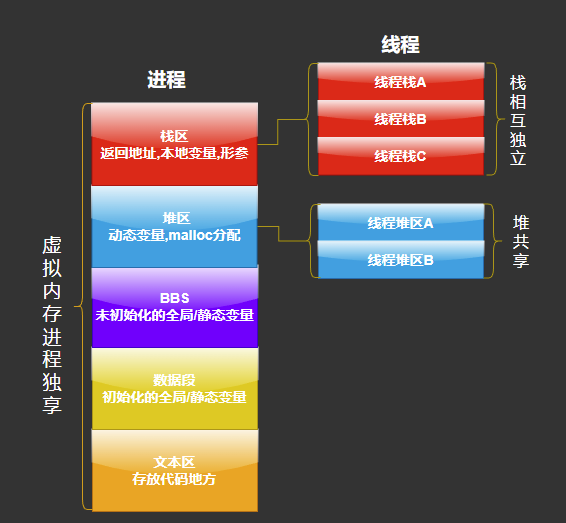 进程
栈区
返回地址,本地变量,形参
堆区
动态变量,malloc分配
BBS
未初始化的全局/静态变量
数据段
初始化的全局/静态变量
文本区
存放代码地方
虚拟内存进程独享
线程
线程栈A
线程栈B
线程栈C
栈相互独立
线程堆区A
线程堆区B
堆共享